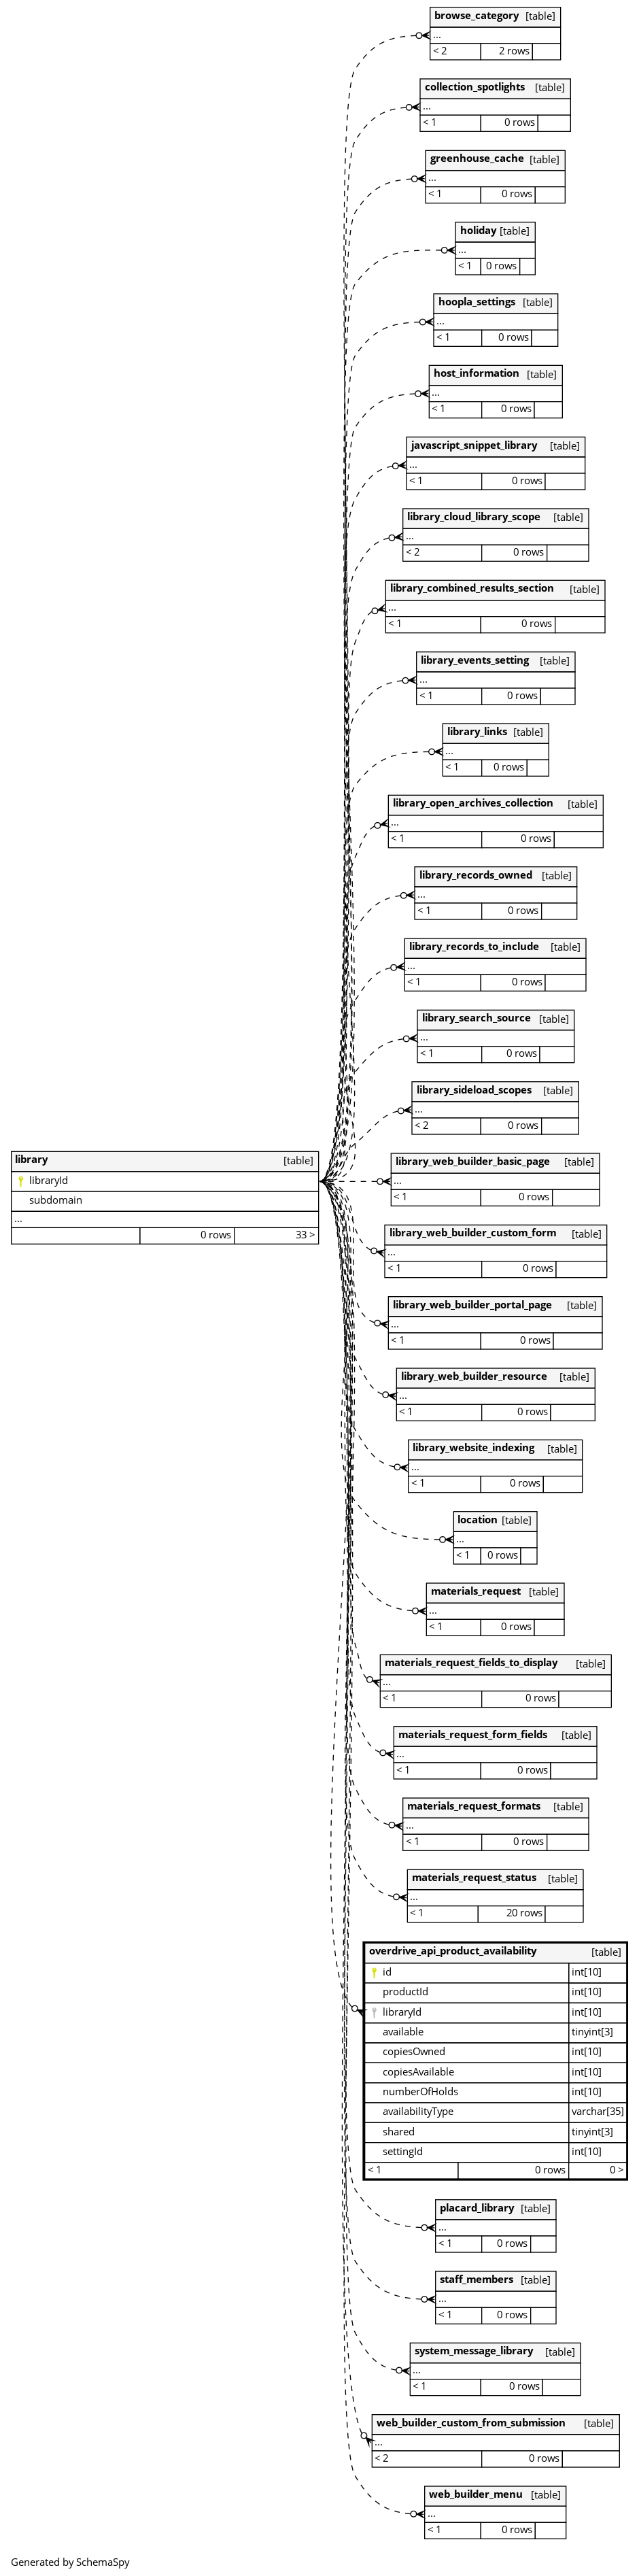 browse_category [table]
...
< 2 2 rows
collection_spotlights [table]
...
< 1 0 rows
greenhouse_cache [table]
...
< 1 0 rows
holiday [table]
...
< 1 0 rows
hoopla_settings [table]
...
< 1 0 rows
host_information [table]
...
< 1 0 rows
javascript_snippet_library [table]
...
< 1 0 rows
library_cloud_library_scope [table]
...
< 2 0 rows
library_combined_results_section [table]
...
< 1 0 rows
library_events_setting [table]
...
< 1 0 rows
library_links [table]
...
< 1 0 rows
library_open_archives_collection [table]
...
< 1 0 rows
library_records_owned [table]
...
< 1 0 rows
library_records_to_include [table]
...
< 1 0 rows
library_search_source [table]
...
< 1 0 rows
library_sideload_scopes [table]
...
< 2 0 rows
library [table]
libraryId
subdomain
...
0 rows 33 >
library_web_builder_basic_page [table]
...
< 1 0 rows
library_web_builder_custom_form [table]
...
< 1 0 rows
library_web_builder_portal_page [table]
...
< 1 0 rows
library_web_builder_resource [table]
...
< 1 0 rows
library_website_indexing [table]
...
< 1 0 rows
location [table]
...
< 1 0 rows
materials_request [table]
...
< 1 0 rows
materials_request_fields_to_display [table]
...
< 1 0 rows
materials_request_form_fields [table]
...
< 1 0 rows
materials_request_formats [table]
...
< 1 0 rows
materials_request_status [table]
...
< 1 20 rows
overdrive_api_product_availability [table]
id int[10]
productId int[10]
libraryId int[10]
available tinyint[3]
copiesOwned int[10]
copiesAvailable int[10]
numberOfHolds int[10]
availabilityType varchar[35]
shared tinyint[3]
settingId int[10]
< 1 0 rows 0 >
placard_library [table]
...
< 1 0 rows
staff_members [table]
...
< 1 0 rows
system_message_library [table]
...
< 1 0 rows
web_builder_custom_from_submission [table]
...
< 2 0 rows
web_builder_menu [table]
...
< 1 0 rows
Generated by SchemaSpy